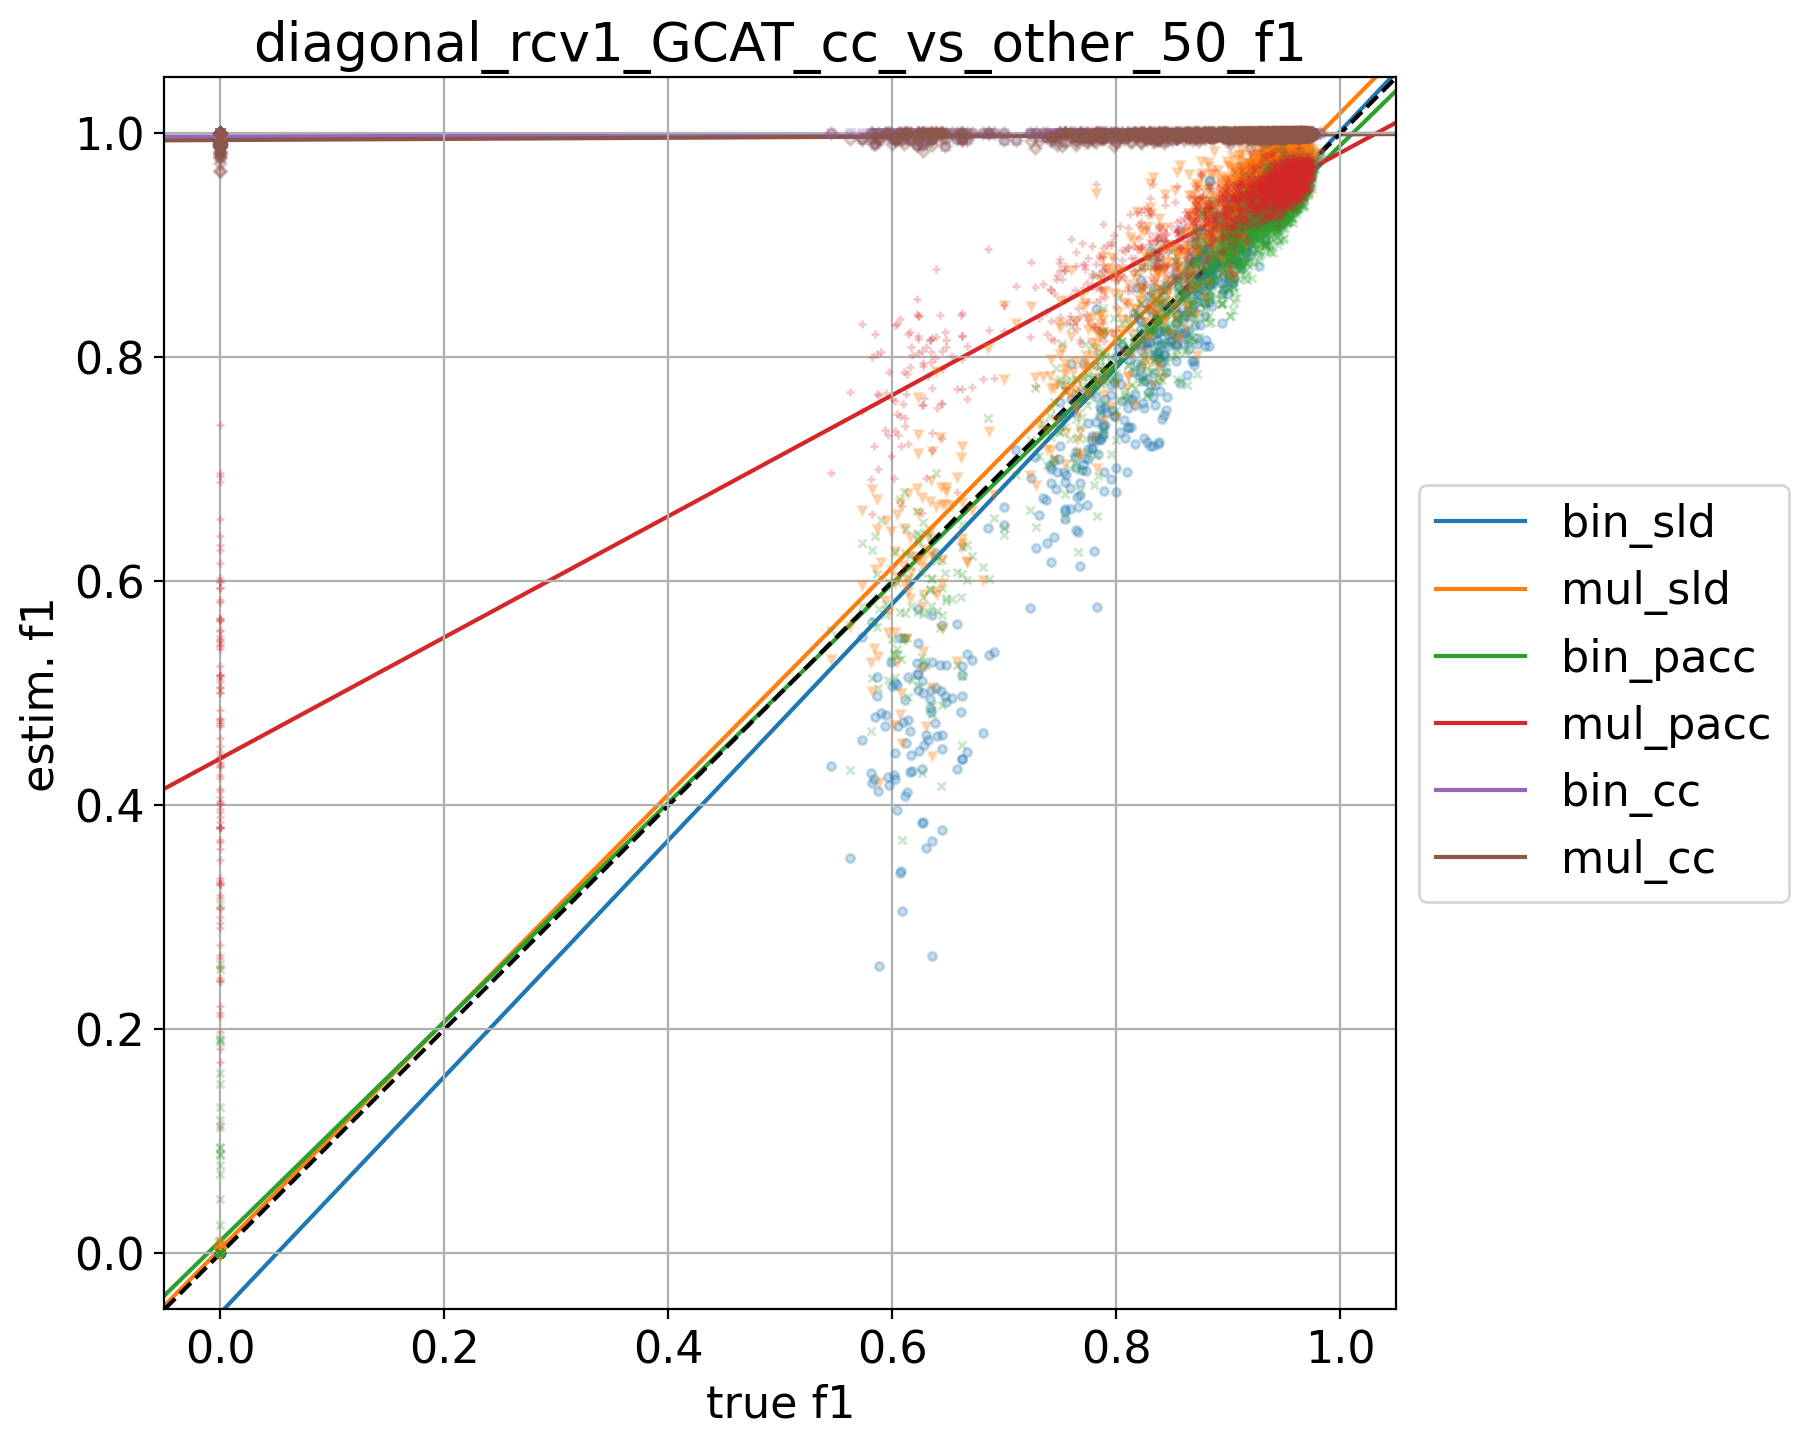 diagonal_rcv1_GCAT_cc_vs_other_50_f1
1.0
0.8
0.6
0.4
0.2
0.0
estim. f1
0.0 0.2 0.4 0.6 0.8 1.0
true f1
bin_sld
mul_sld
bin_pacc
mul_pacc
bin_cc
mul_cc